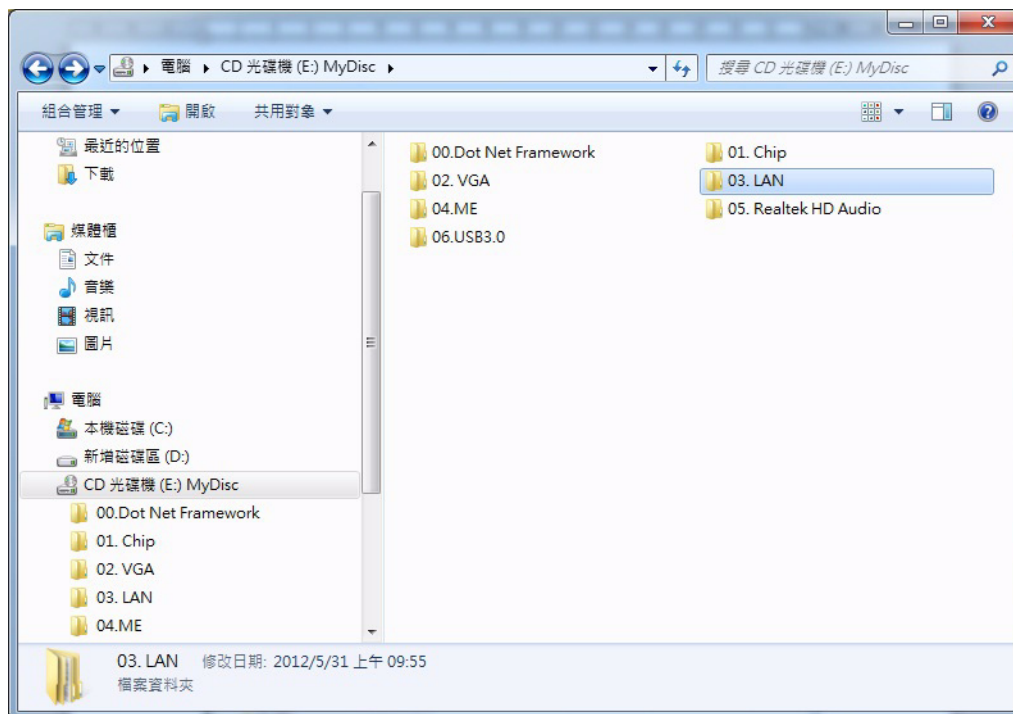 電腦 CD 光碟機 (E:) MyDisc
搜尋 CD 光碟機 (E:) MyDisc
組合管理 開啟 共用對象
最近的位置
下載
媒體櫃
文件
音樂
視訊
圖片
電腦
本機磁碟 (C:)
新增磁碟區 (D:)
CD 光碟機 (E:) MyDisc
00.Dot Net Framework
01. Chip
02. VGA
03. LAN
04.ME
00.Dot Net Framework 01. Chip
02. VGA 03. LAN
04.ME 05. Realtek HD Audio
06.USB3.0
03. LAN 修改日期: 2012/5/31 上午 09:55
檔案資料夾